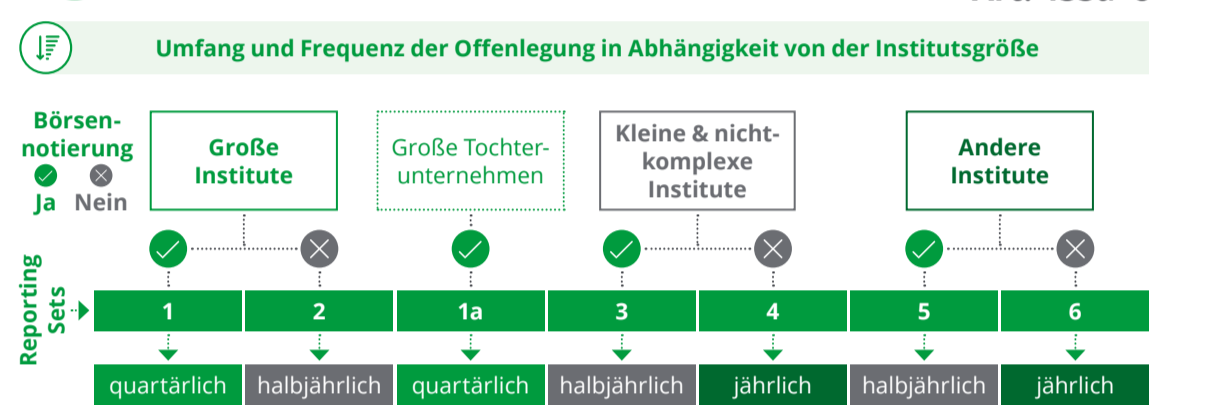 Umfang und Frequenz der Offenlegung in Abhängigkeit von der Institutsgröße
Börsen-
notierung
Ja Nein
Große
Institute
Große Tochter-
unternehmen
Kleine & nicht-
komplexe
Institute
Andere
Institute
Reporting
Sets
1 2 1a 3 4 5 6
quartärlich halbjährlich quartärlich halbjährlich jährlich halbjährlich jährlich